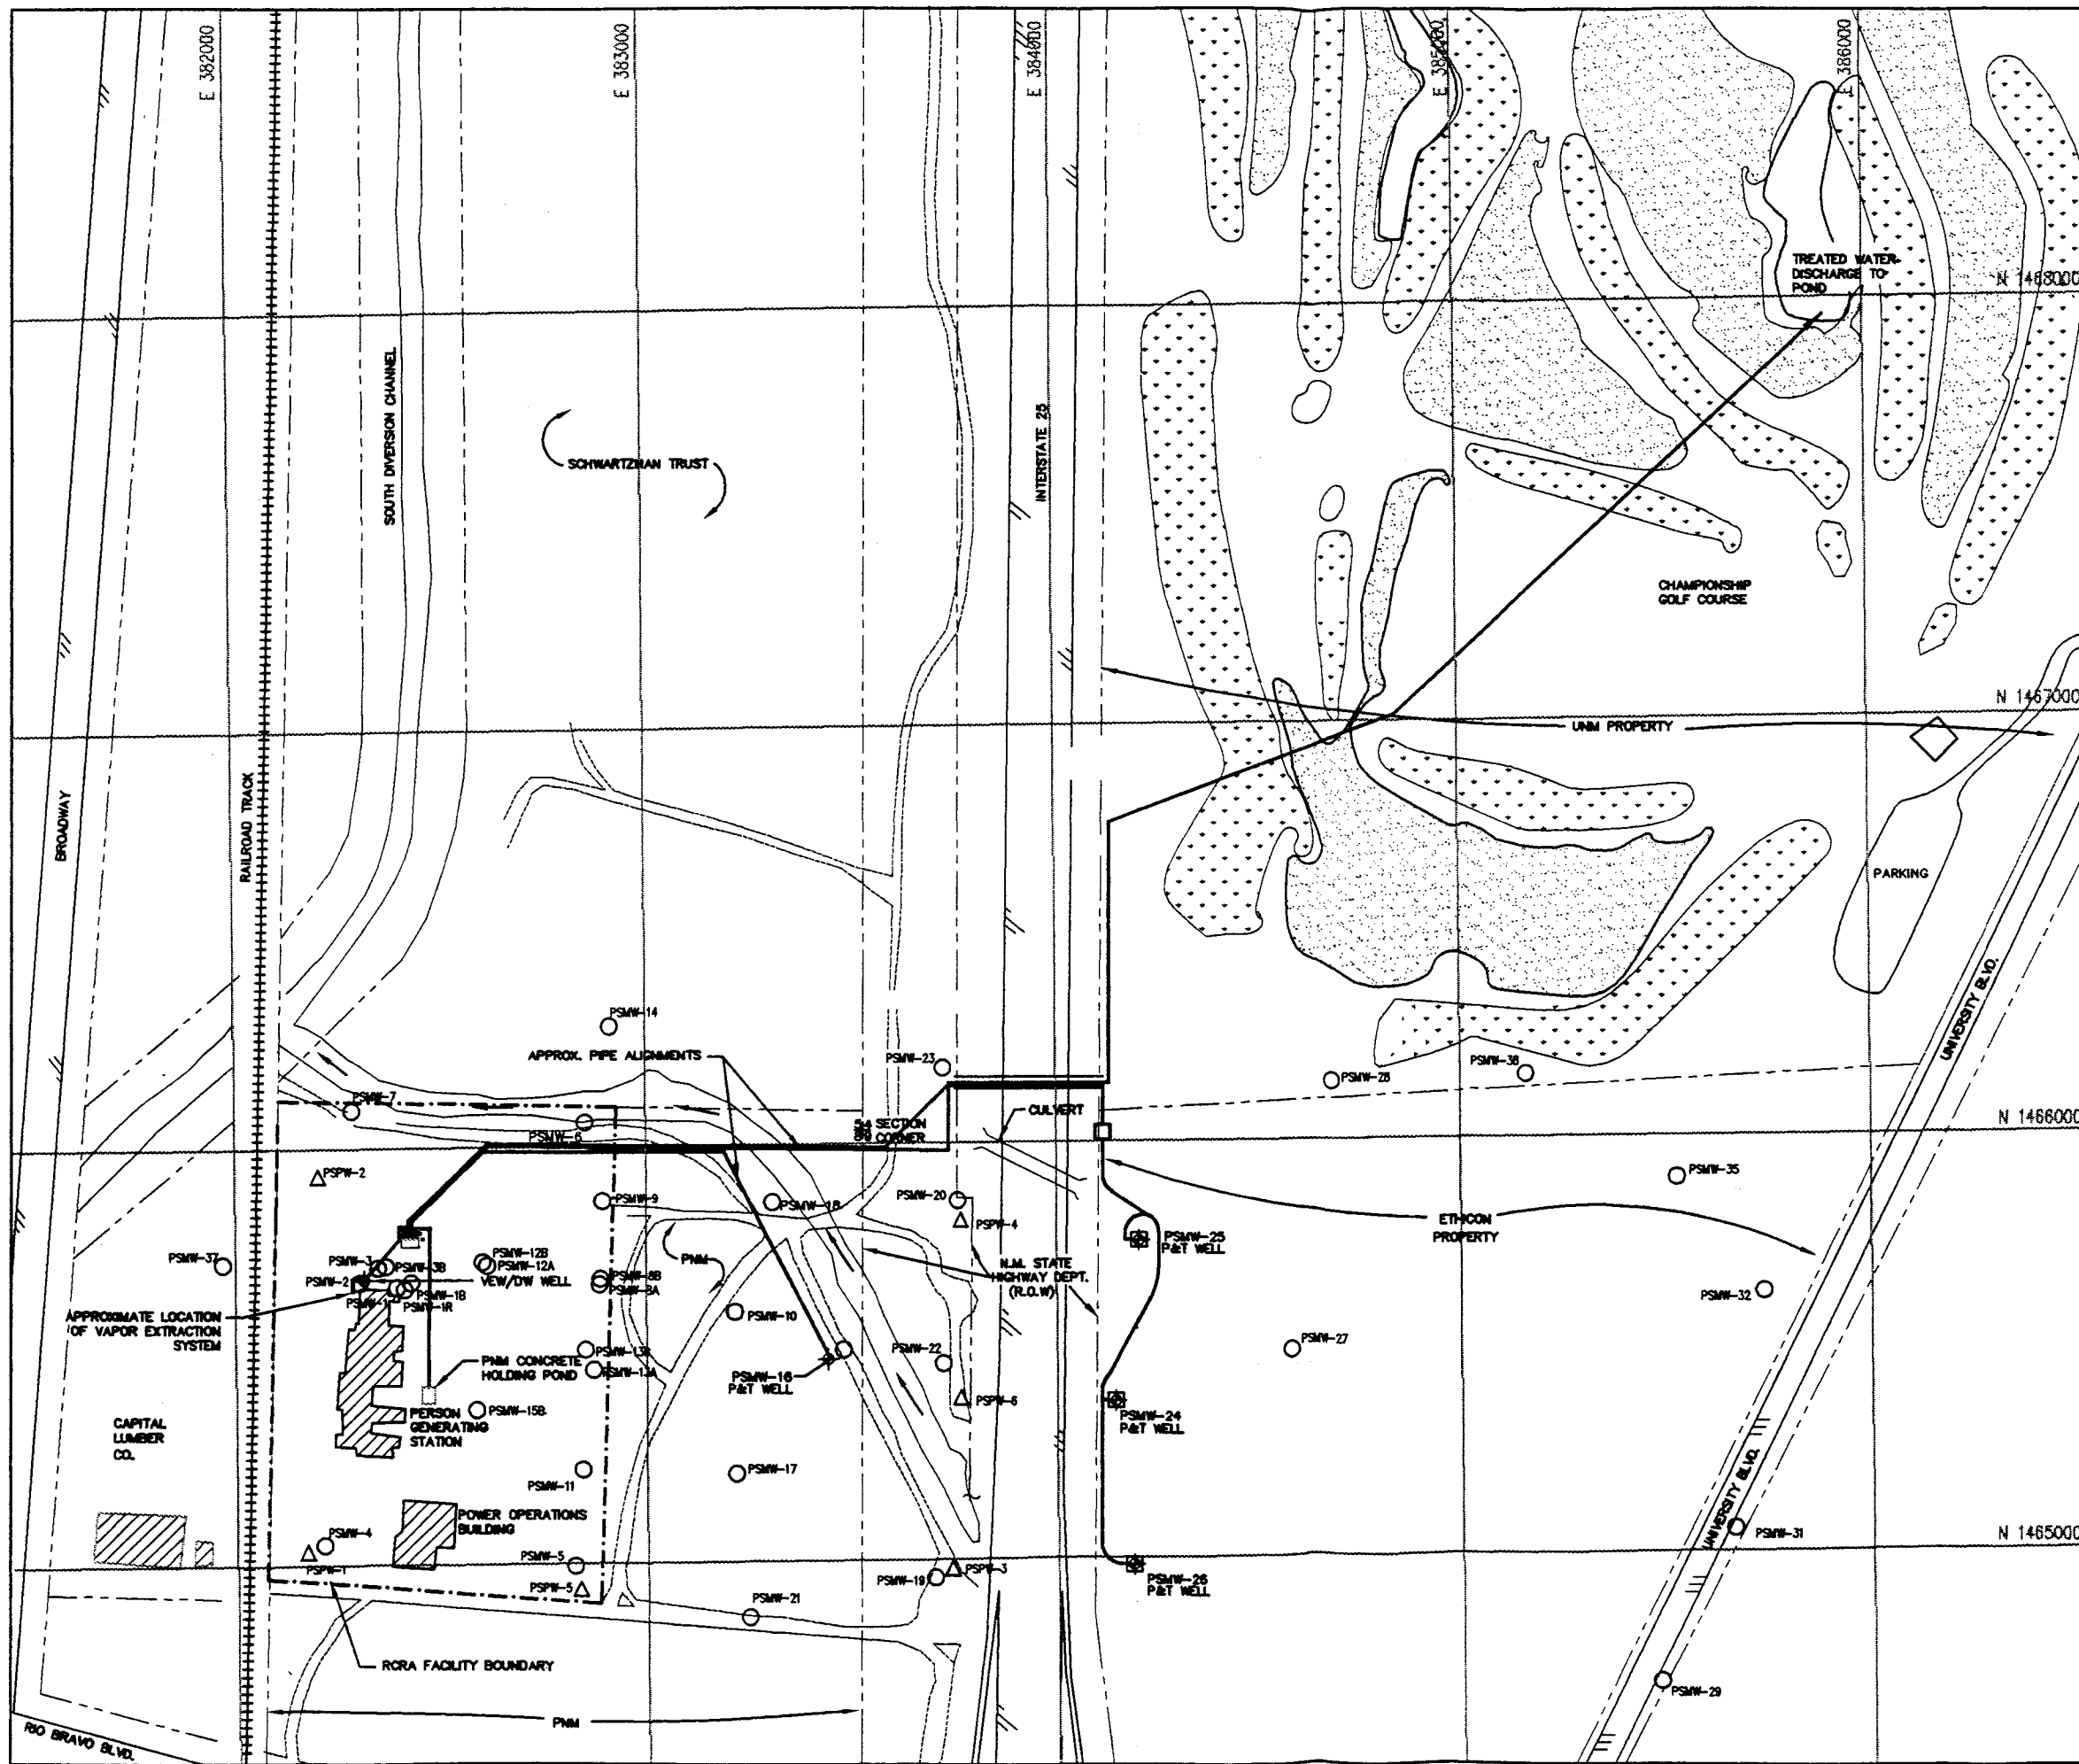 E 382000
E 383000
E 384000
E 385000
E 386000
TREATED WATER
DISCHARGE TO
POND
N 1468000
SOUTH DIVERSION CHANNEL
INTERSTATE 25
SCHWARTZMAN TRUST
CHAMPIONSHIP
GOLF COURSE
N 1467000
UNM PROPERTY
BROADWAY
RAILROAD TRACK
PARKING
UNIVERSITY BLVD.
PSMW-14
APPROX. PIPE ALIGNMENTS
PSMW-23
PSMW-28
PSMW-36
PSMW-7
PSMW-6
SECTION
CORNER
CULVERT
N 1466000
PSPW-2
PSMW-9
PSMW-18
PSMW-20
PSPW-4
PSMW-35
ETHICON
PROPERTY
PSMW-25
P&T WELL
PSMW-37
PSMW-3
PSMW-3B
PSMW-12B
PSMW-12A
PNM
PSMW-2
VEW/DW WELL
PSMW-8B
PSMW-8A
N.M. STATE
HIGHWAY DEPT.
(R.O.W)
PSMW-1
PSMW-1B
PSMW-1R
PSMW-32
APPROXIMATE LOCATION
OF VAPOR EXTRACTION
SYSTEM
PSMW-10
PSMW-27
PSMW-13B
PSMW-13A
PNM CONCRETE
HOLDING POND
PSMW-22
PSMW-16
P&T WELL
PSPW-6
PSMW-24
P&T WELL
PERSON
GENERATING
STATION
PSMW-15B
CAPITAL
LUMBER
CO.
PSMW-11
PSMW-17
UNIVERSITY BLVD.
POWER OPERATIONS
BUILDING
PSMW-4
PSPW-1
PSMW-31
N 1465000
PSMW-5
PSPW-5
PSMW-19
PSPW-3
PSMW-26
P&T WELL
PSMW-21
RCRA FACILITY BOUNDARY
PSMW-29
PNM
RIO BRAVO BLVD.